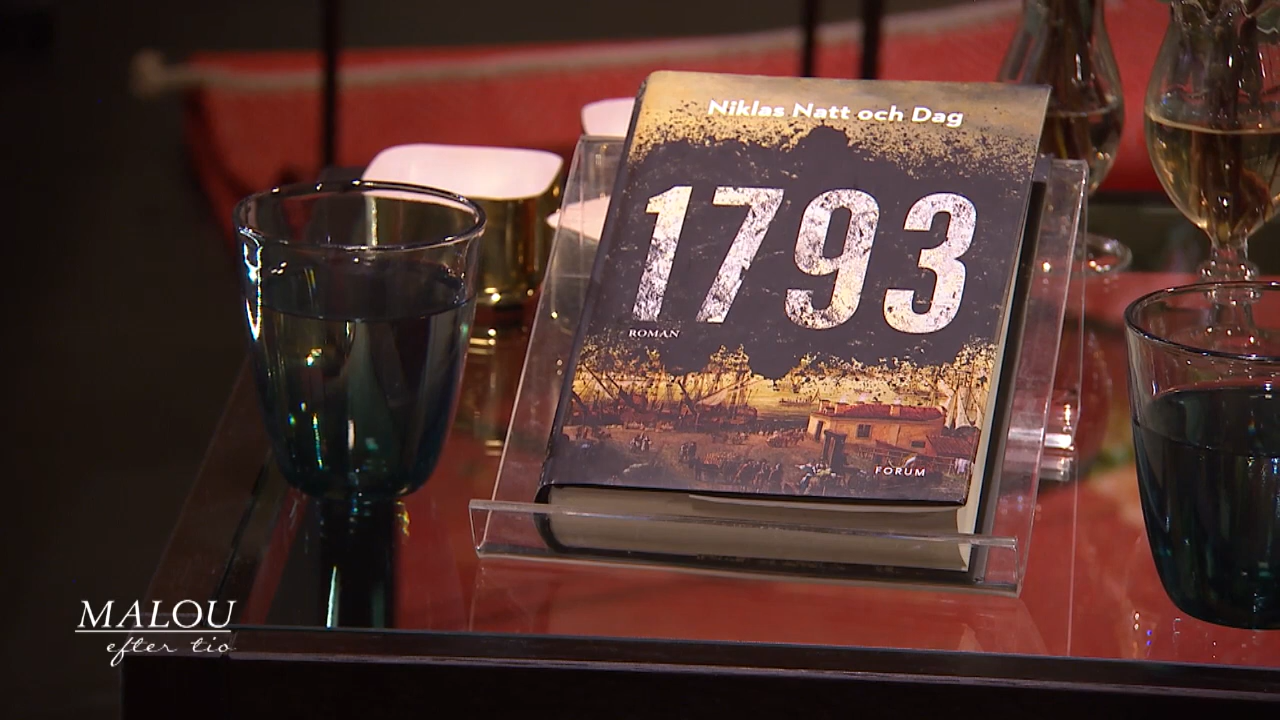 Niklas Natt och Dag
1793
ROMAN
FORUM
MALOU
efter tio